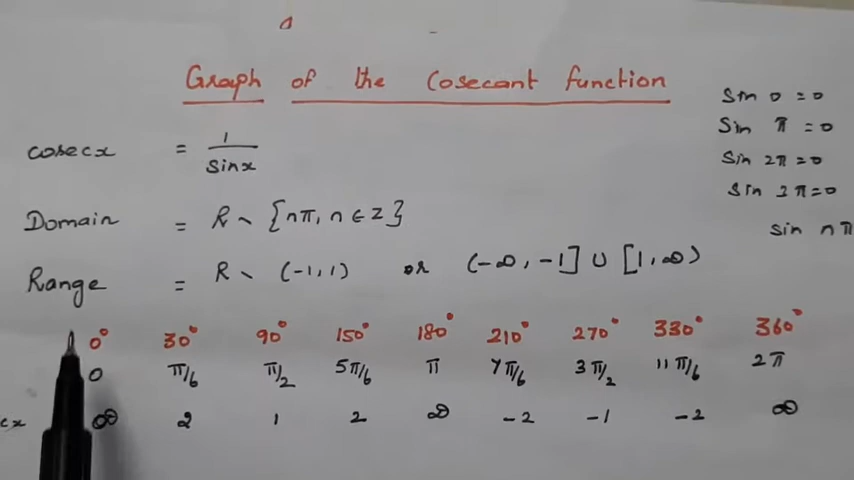 Graph of the Cosecant function
cosecx = 1/sinx
Domain = R ∖ {nπ, n ∈ Z}
Range = R ∖ (-1, 1) or (-∞, -1] ∪ [1, ∞)
Sin 0 = 0
Sin π = 0
Sin 2π = 0
Sin 3π = 0
sin nπ
0° 30° 90° 150° 180° 210° 270° 330° 360°
0 π/6 π/2 5π/6 π 7π/6 3π/2 11π/6 2π
cx ∞ 2 1 2 ∞ -2 -1 -2 ∞